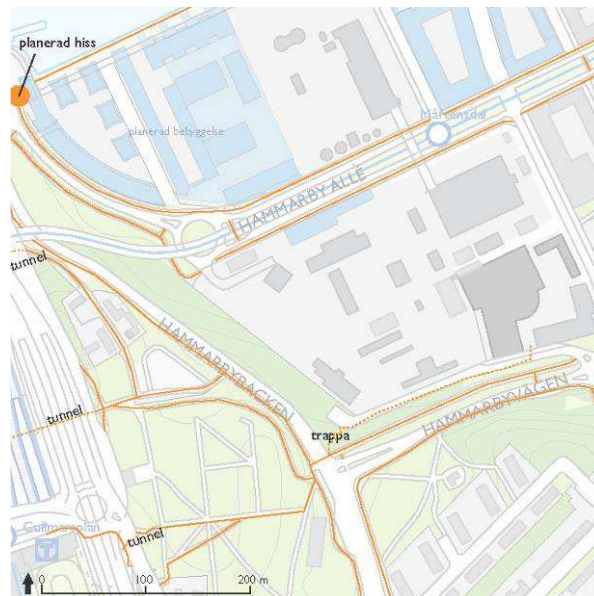 planerad hiss
planerad bebyggelse
Mårtensdal
HAMMARBY ALLÉ
tunnel
HAMMARBYBACKEN
tunnel
HAMMARBYVÄGEN
trappa
Gullmarsplan
tunnel
T
0 100 200 m